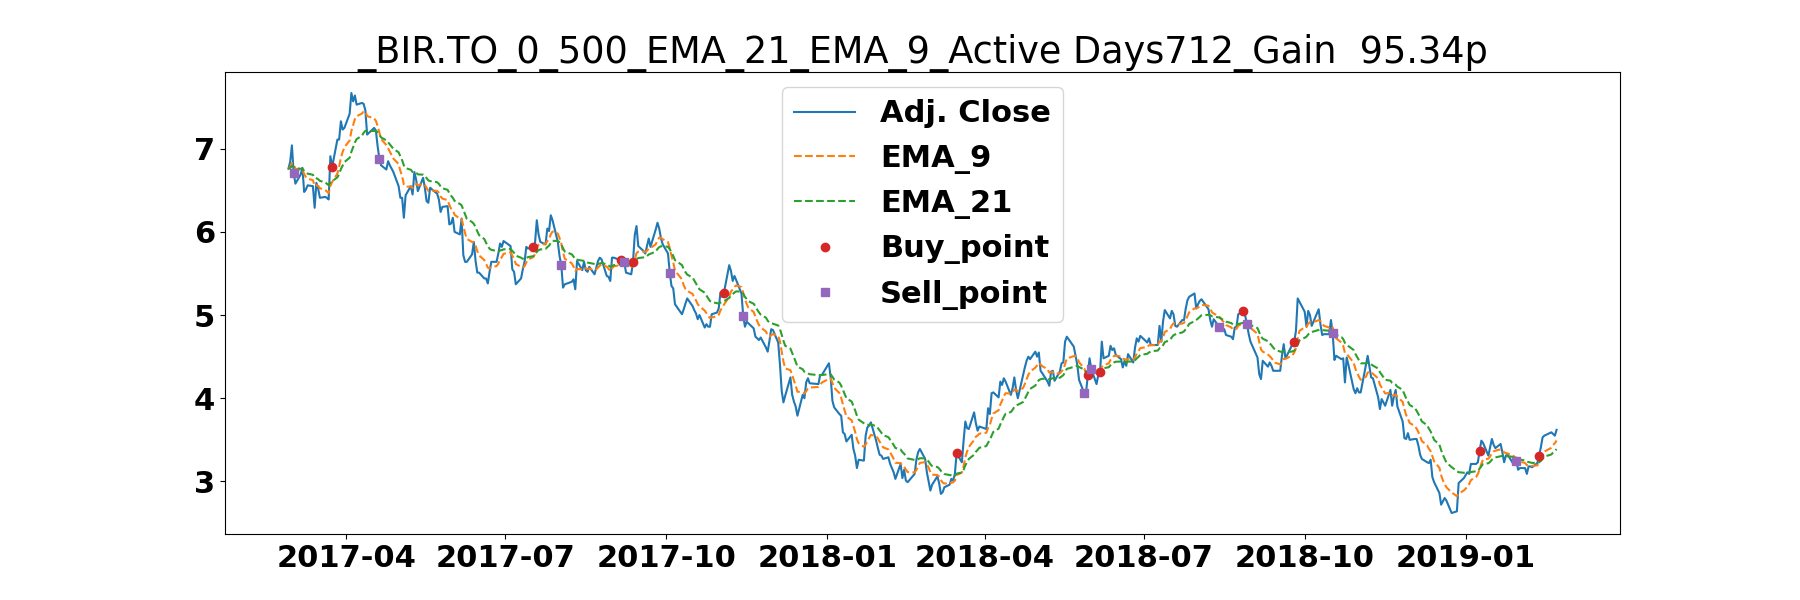 _BIR.TO_0_500_EMA_21_EMA_9_Active Days712_Gain  95.34p
Adj. Close
EMA_9
EMA_21
Buy_point
Sell_point
7
6
5
4
3
2017-04 2017-07 2017-10 2018-01 2018-04 2018-07 2018-10 2019-01